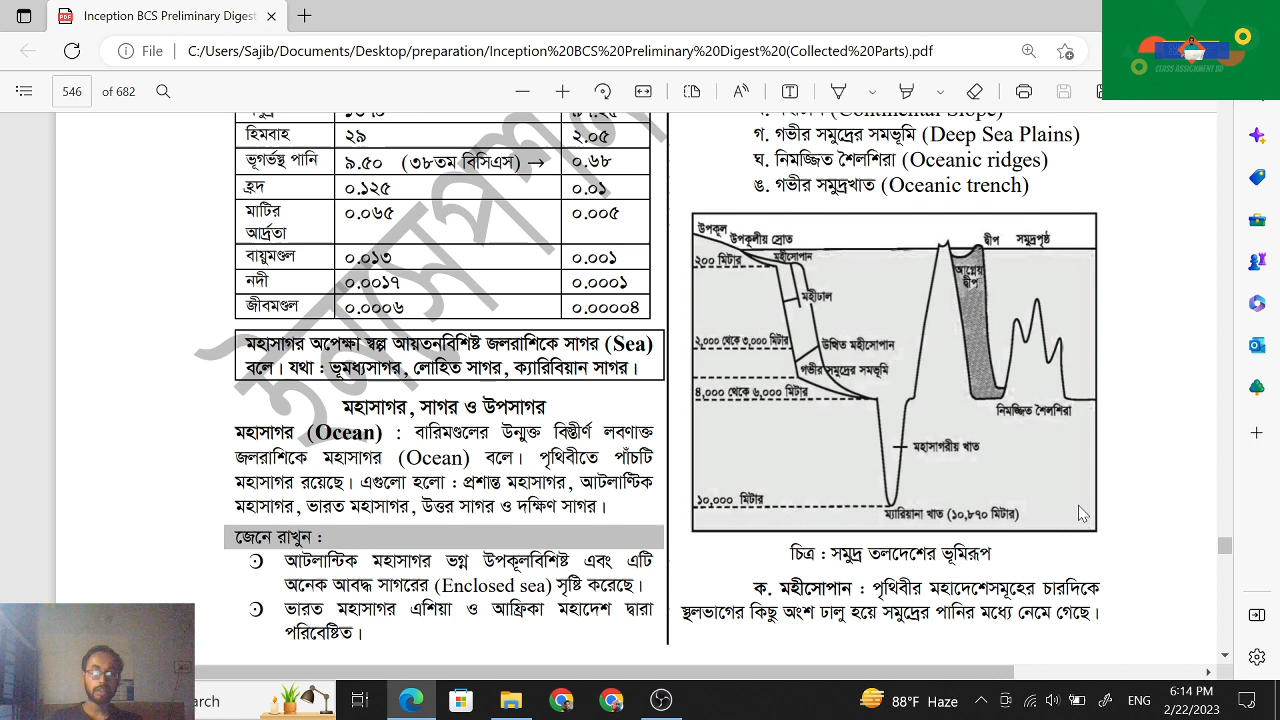 Inception BCS Preliminary Digest
File
C:/Users/Sajib/Documents/Desktop/preparation/Inception%20BCS%20Preliminary%20Digest%20(Collected%20Parts).pdf
CLASS ASSIGNMENT BD
546 of 682
হিমবাহ ২৯ ২.০৫
ভূগর্ভস্থ পানি ৯.৫০ (৩৮তম বিসিএস) → ০.৬৮
হ্রদ ০.১২৫ ০.০১
মাটির আর্দ্রতা ০.০৬৫ ০.০০৫
বায়ুমণ্ডল ০.০১৩ ০.০০১
নদী ০.০০১৭ ০.০০০১
জীবমণ্ডল ০.০০০৬ ০.০০০০৪
মহাসাগর অপেক্ষা স্বল্প আয়তনবিশিষ্ট জলরাশিকে সাগর (Sea)
বলে। যথা : ভূমধ্যসাগর, লোহিত সাগর, ক্যারিবিয়ান সাগর।
মহাসাগর, সাগর ও উপসাগর
মহাসাগর (Ocean) : বারিমণ্ডলের উন্মুক্ত বিস্তীর্ণ লবণাক্ত
জলরাশিকে মহাসাগর (Ocean) বলে। পৃথিবীতে পাঁচটি
মহাসাগর রয়েছে। এগুলো হলো : প্রশান্ত মহাসাগর, আটলান্টিক
মহাসাগর, ভারত মহাসাগর, উত্তর সাগর ও দক্ষিণ সাগর।
জেনে রাখুন :
আটলান্টিক মহাসাগর ভগ্ন উপকূলবিশিষ্ট এবং এটি
অনেক আবদ্ধ সাগরের (Enclosed sea) সৃষ্টি করেছে।
ভারত মহাসাগর এশিয়া ও আফ্রিকা মহাদেশ দ্বারা
পরিবেষ্টিত।
(Continental Slope)
গ. গভীর সমুদ্রের সমভূমি (Deep Sea Plains)
ঘ. নিমজ্জিত শৈলশিরা (Oceanic ridges)
ঙ. গভীর সমুদ্রখাত (Oceanic trench)
উপকূল
উপকূলীয় স্রোত
দ্বীপ সমুদ্রপৃষ্ঠ
২০০ মিটার
মহীসোপান
আগ্নেয়
দ্বীপ
মহীঢাল
২,০০০ থেকে ৩,০০০ মিটার
উত্থিত মহীসোপান
গভীর সমুদ্রের সমভূমি
৪,০০০ থেকে ৬,০০০ মিটার
নিমজ্জিত শৈলশিরা
মহাসাগরীয় খাত
১০,০০০ মিটার
ম্যারিয়ানা খাত (১০,৮৭০ মিটার)
চিত্র : সমুদ্র তলদেশের ভূমিরূপ
ক. মহীসোপান : পৃথিবীর মহাদেশসমূহের চারদিকে
স্থলভাগের কিছু অংশ ঢালু হয়ে সমুদ্রের পানির মধ্যে নেমে গেছে।
arch
88°F Haze
ENG
6:14 PM
2/22/2023